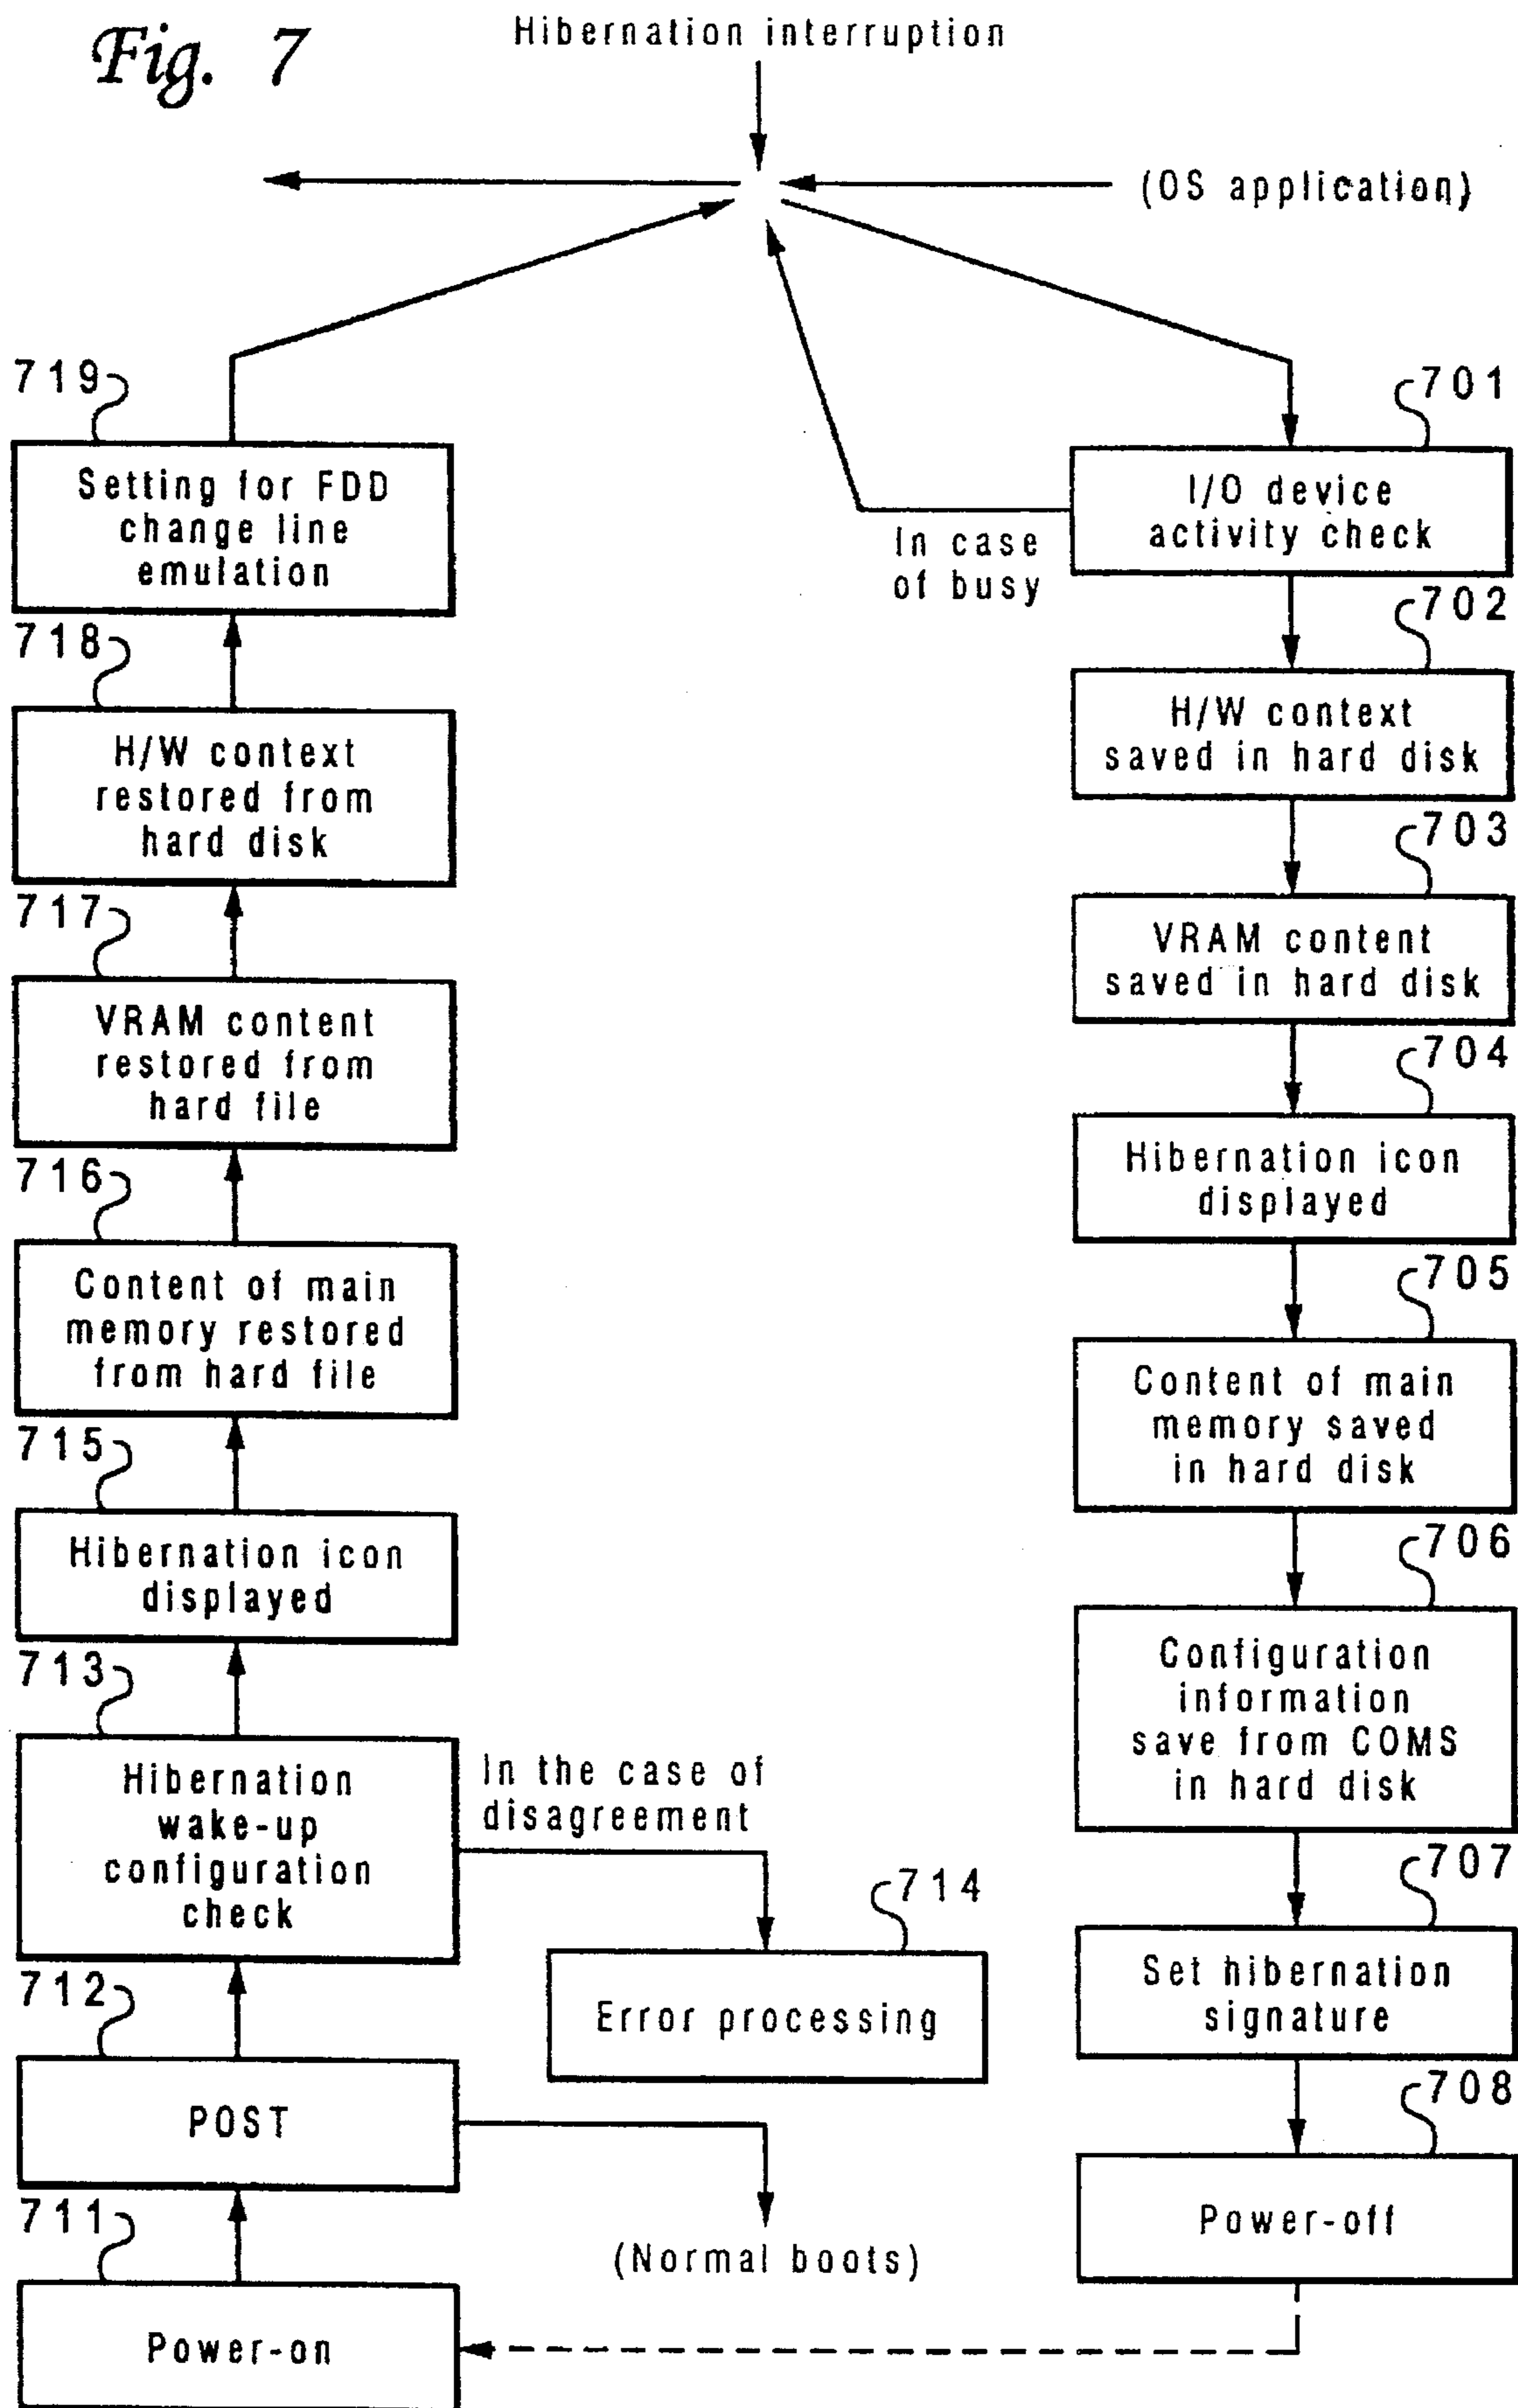 Fig. 7
Hibernation interruption
(OS application)
719
Setting for FDD
change line
emulation
718
H/W context
restored from
hard disk
717
VRAM content
restored from
hard file
716
Content of main
memory restored
from hard file
715
Hibernation icon
displayed
713
Hibernation
wake-up
configuration
check
In the case of
disagreement
714
Error processing
712
POST
(Normal boots)
711
Power-on
701
I/O device
activity check
In case
of busy
702
H/W context
saved in hard disk
703
VRAM content
saved in hard disk
704
Hibernation icon
displayed
705
Content of main
memory saved
in hard disk
706
Configuration
information
save from COMS
in hard disk
707
Set hibernation
signature
708
Power-off